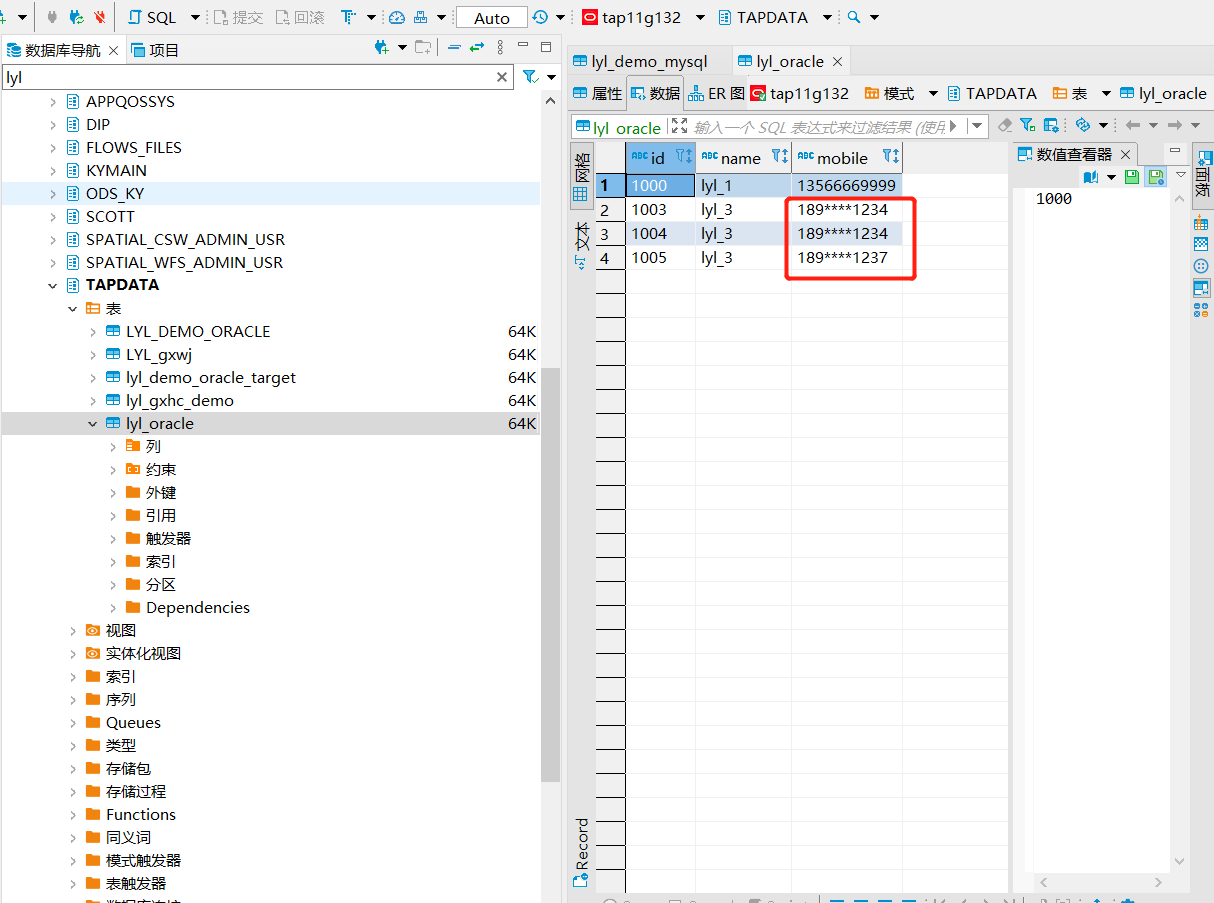 SQL 提交 回滚 Auto tap11g132 TAPDATA
数据库导航 项目
lyl
APPQOSSYS
DIP
FLOWS_FILES
KYMAIN
ODS_KY
SCOTT
SPATIAL_CSW_ADMIN_USR
SPATIAL_WFS_ADMIN_USR
TAPDATA
表
LYL_DEMO_ORACLE 64K
LYL_gxwj 64K
lyl_demo_oracle_target 64K
lyl_gxhc_demo 64K
lyl_oracle 64K
列
约束
外键
引用
触发器
索引
分区
Dependencies
视图
实体化视图
索引
序列
Queues
类型
存储包
存储过程
Functions
同义词
模式触发器
表触发器
lyl_demo_mysql lyl_oracle
属性 数据 ER 图 tap11g132 模式 TAPDATA 表 lyl_oracle
lyl_oracle 输入一个 SQL 表达式来过滤结果 (使用
网格
文本
Record
ABC id ABC name ABC mobile
1 1000 lyl_1 13566669999
2 1003 lyl_3 189****1234
3 1004 lyl_3 189****1234
4 1005 lyl_3 189****1237
数值查看器
1000
面板